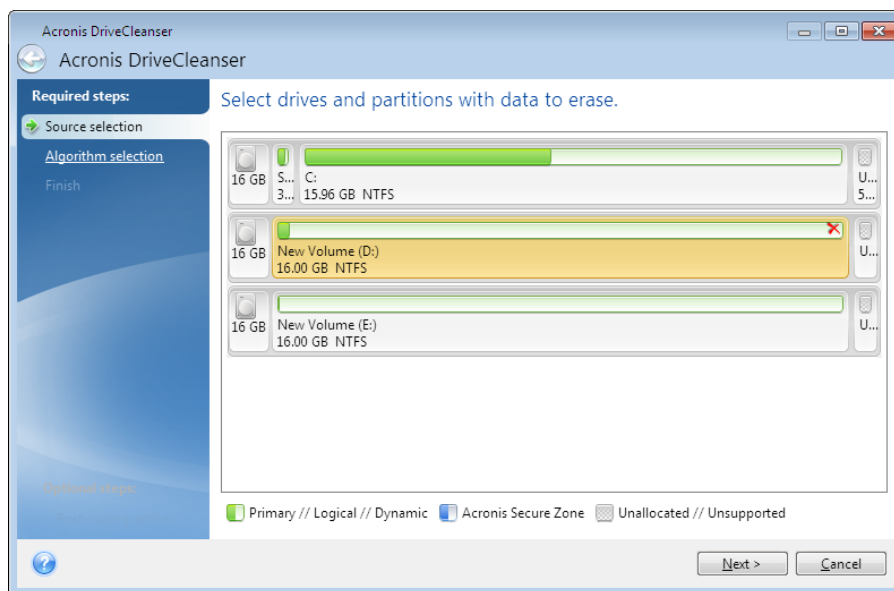 Acronis DriveCleanser
Acronis DriveCleanser
Required steps:
Source selection
Algorithm selection
Finish
Select drives and partitions with data to erase.
16 GB
S...
3...
C:
15.96 GB NTFS
U...
5...
16 GB
New Volume (D:)
16.00 GB NTFS
U...
16 GB
New Volume (E:)
16.00 GB NTFS
U...
Optional steps:
Primary // Logical // Dynamic
Acronis Secure Zone
Unallocated // Unsupported
Next >
Cancel